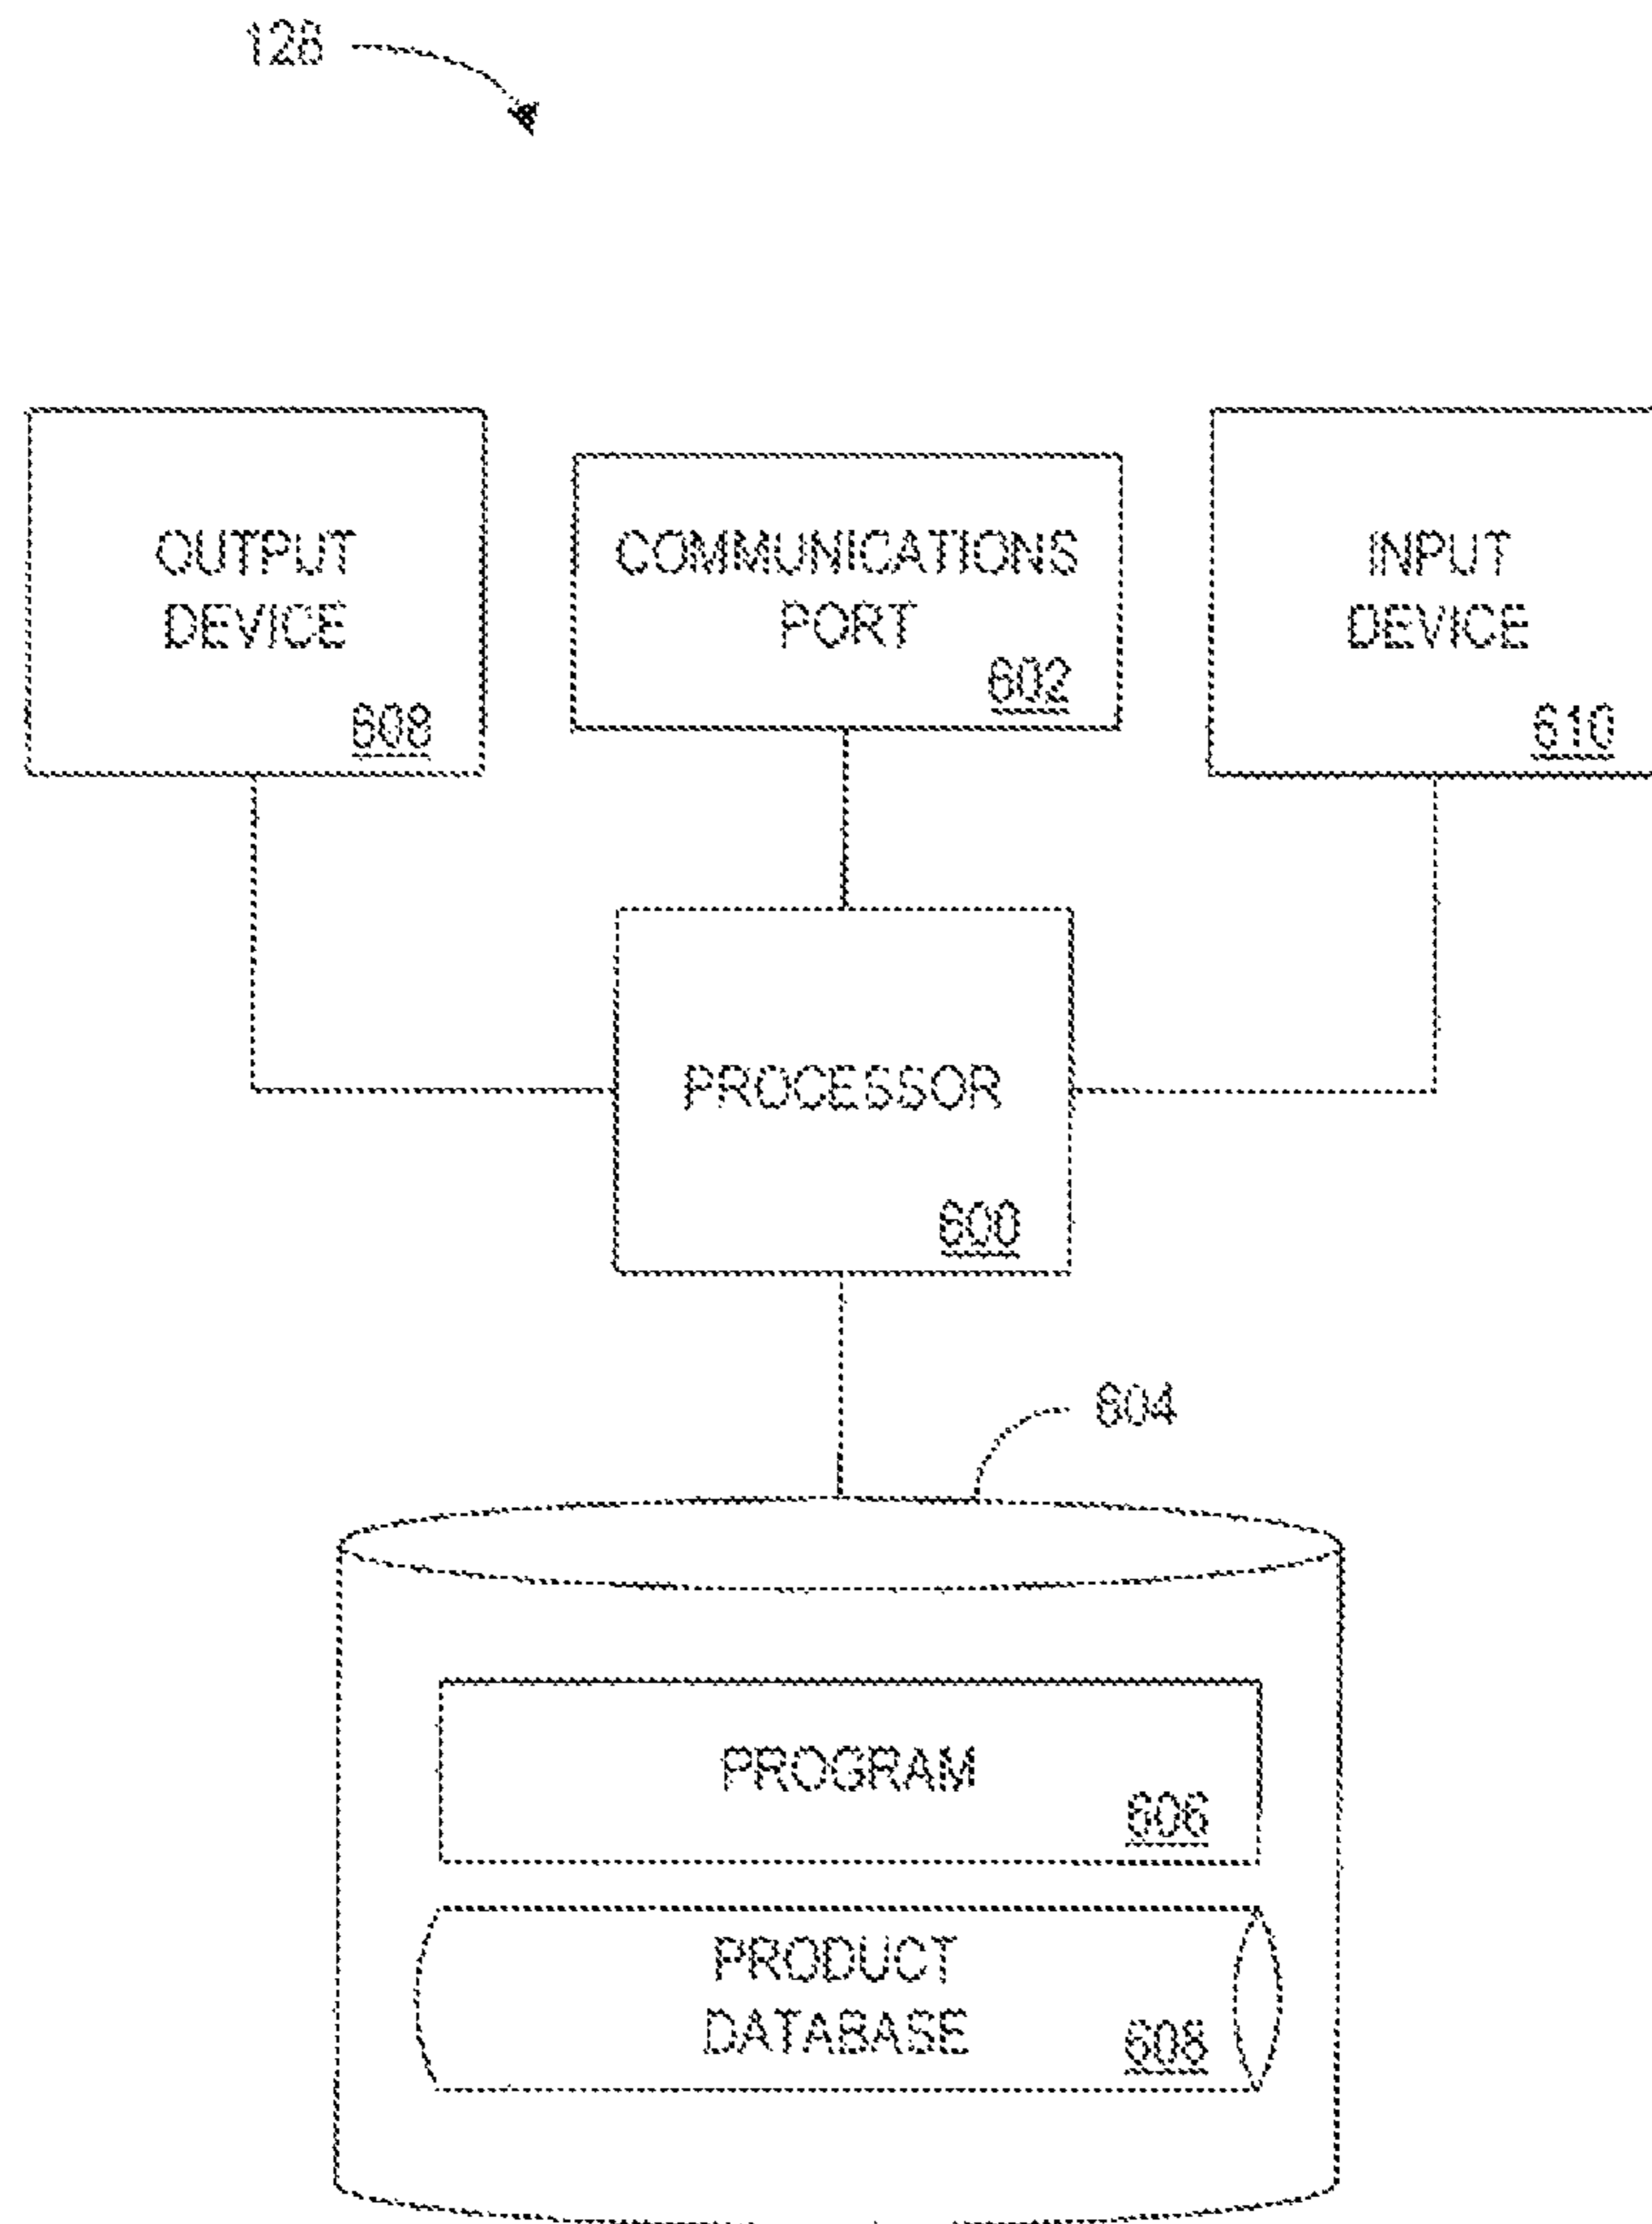 128
OUTPUT
DEVICE
608
COMMUNICATIONS
PORT
602
INPUT
DEVICE
610
PROCESSOR
600
604
PROGRAM
606
PRODUCT
DATABASE
608